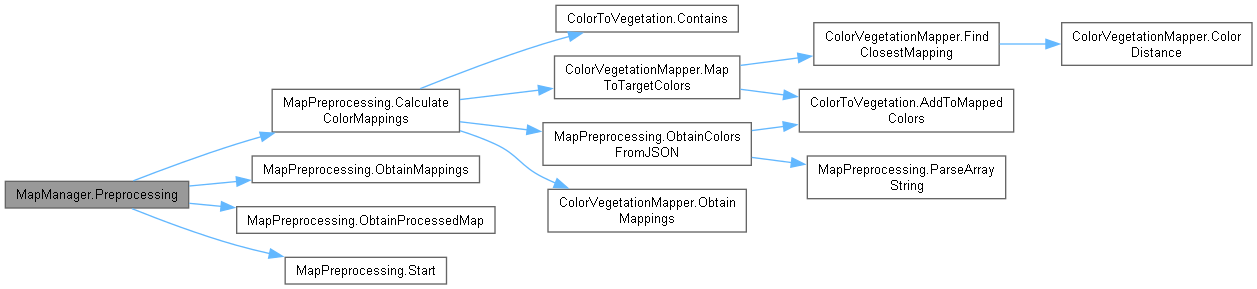 MapManager.Preprocessing
MapPreprocessing.Calculate
ColorMappings
MapPreprocessing.ObtainMappings
MapPreprocessing.ObtainProcessedMap
MapPreprocessing.Start
ColorToVegetation.Contains
ColorVegetationMapper.Map
ToTargetColors
MapPreprocessing.ObtainColors
FromJSON
ColorVegetationMapper.Obtain
Mappings
ColorVegetationMapper.Find
ClosestMapping
ColorToVegetation.AddToMapped
Colors
MapPreprocessing.ParseArray
String
ColorVegetationMapper.Color
Distance